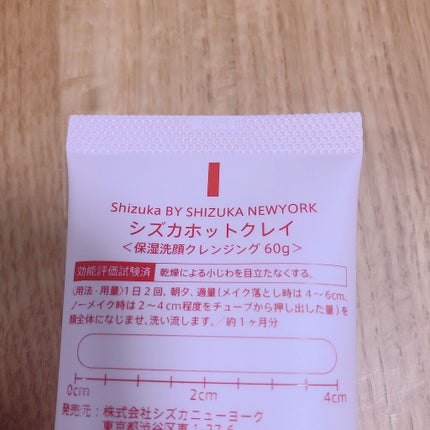 Shizuka BY SHIZUKA NEWYORK
シズカホットクレイ
＜保湿洗顔クレンジング 60g＞
効能評価試験済 乾燥による小じわを目立たなくする。
〈用法・用量〉1日2回、朝夕、適量(メイク落とし時は4〜6cm、
ノーメイク時は2〜4cm程度をチューブから押し出した量)を
顔全体になじませ、洗い流します。／約1ヶ月分
0cm 2cm 4cm
発売元：株式会社シズカニューヨーク
東京都渋谷区恵